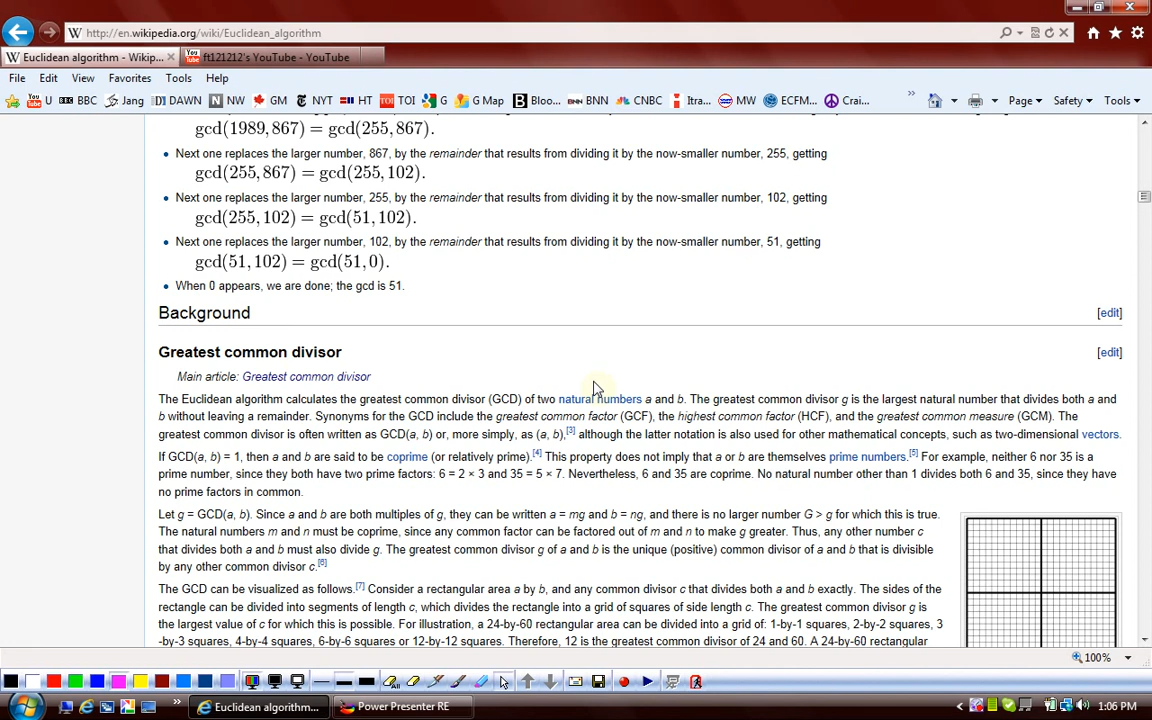 http://en.wikipedia.org/wiki/Euclidean_algorithm
Euclidean algorithm - Wikip...
ft121212's YouTube - YouTube
File Edit View Favorites Tools Help
U BBC Jang DAWN NW GM NYT HT TOI G G Map Bloo... BNN CNBC Itra... MW ECFM... Crai... » Page Safety Tools
gcd(1989, 867) = gcd(255, 867).
• Next one replaces the larger number, 867, by the remainder that results from dividing it by the now-smaller number, 255, getting
gcd(255, 867) = gcd(255, 102).
• Next one replaces the larger number, 255, by the remainder that results from dividing it by the now-smaller number, 102, getting
gcd(255, 102) = gcd(51, 102).
• Next one replaces the larger number, 102, by the remainder that results from dividing it by the now-smaller number, 51, getting
gcd(51, 102) = gcd(51, 0).
• When 0 appears, we are done; the gcd is 51.
Background [edit]
Greatest common divisor [edit]
Main article: Greatest common divisor
The Euclidean algorithm calculates the greatest common divisor (GCD) of two natural numbers a and b. The greatest common divisor g is the largest natural number that divides both a and
b without leaving a remainder. Synonyms for the GCD include the greatest common factor (GCF), the highest common factor (HCF), and the greatest common measure (GCM). The
greatest common divisor is often written as GCD(a, b) or, more simply, as (a, b),[3] although the latter notation is also used for other mathematical concepts, such as two-dimensional vectors.
If GCD(a, b) = 1, then a and b are said to be coprime (or relatively prime).[4] This property does not imply that a or b are themselves prime numbers.[5] For example, neither 6 nor 35 is a
prime number, since they both have two prime factors: 6 = 2 × 3 and 35 = 5 × 7. Nevertheless, 6 and 35 are coprime. No natural number other than 1 divides both 6 and 35, since they have
no prime factors in common.
Let g = GCD(a, b). Since a and b are both multiples of g, they can be written a = mg and b = ng, and there is no larger number G > g for which this is true.
The natural numbers m and n must be coprime, since any common factor can be factored out of m and n to make g greater. Thus, any other number c
that divides both a and b must also divide g. The greatest common divisor g of a and b is the unique (positive) common divisor of a and b that is divisible
by any other common divisor c.[6]
The GCD can be visualized as follows.[7] Consider a rectangular area a by b, and any common divisor c that divides both a and b exactly. The sides of the
rectangle can be divided into segments of length c, which divides the rectangle into a grid of squares of side length c. The greatest common divisor g is
the largest value of c for which this is possible. For illustration, a 24-by-60 rectangular area can be divided into a grid of: 1-by-1 squares, 2-by-2 squares, 3
-by-3 squares, 4-by-4 squares, 6-by-6 squares or 12-by-12 squares. Therefore, 12 is the greatest common divisor of 24 and 60. A 24-by-60 rectangular
100%
Euclidean algorithm... Power Presenter RE 1:06 PM